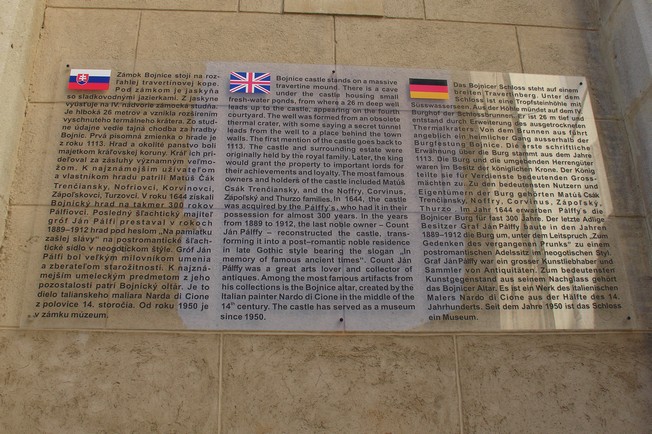 Zámok Bojnice stojí na roz-
ľahlej travertínovej kope.
Pod zámkom je jaskyňa
so sladkovodnými jazierkami. Z jaskyne
vyúsťuje na IV. nádvorie zámocká studňa.
Je hlboká 26 metrov a vznikla rozšírením
vyschnutého termálneho krátera. Zo stud-
ne údajne vedie tajná chodba za hradby
Bojníc. Prvá písomná zmienka o hrade je
z roku 1113. Hrad a okolité panstvo boli
majetkom kráľovskej koruny. Kráľ ich pri-
deľoval za zásluhy významným veľmo-
žom. K najznámejším užívateľom
a vlastníkom hradu patrili Matúš Čák
Trenčiansky, Noffriovci, Korvínovci,
Zápoľskovci, Turzovci. V roku 1644 získali
Bojnický hrad na takmer 300 rokov
Pálfiovci. Posledný šľachtický majiteľ
gróf Ján Pálfi prestaval v rokoch
1889–1912 hrad pod heslom „Na pamiatku
zašlej slávy“ na postromantické šľach-
tické sídlo v neogotickom štýle. Gróf Ján
Pálfi bol veľkým milovníkom umenia
a zberateľom starožitností. K najzná-
mejším umeleckým predmetom z jeho
pozostalosti patrí Bojnický oltár. Je to
dielo talianskeho maliara Narda di Cione
z polovice 14. storočia. Od roku 1950 je
v zámku múzeum.
Bojnice castle stands on a massive
travertine mound. There is a cave
under the castle housing small
fresh-water ponds, from where a 26 m deep well
leads up to the castle, appearing on the fourth
courtyard. The well was formed from an obsolete
thermal crater, with some saying a secret tunnel
leads from the well to a place behind the town
walls. The first mention of the castle goes back to
1113. The castle and surrounding estate were
originally held by the royal family. Later, the king
would grant the property to important lords for
their achievements and loyalty. The most famous
owners and holders of the castle included Matúš
Csák Trenčiansky, and the Noffry, Corvinus,
Zápoľský and Thurzo families. In 1644, the castle
was acquired by the Pálffy's, who had it in their
possession for almost 300 years. In the years
from 1889 to 1912, the last noble owner – Count
Ján Pálffy – reconstructed the castle, trans-
forming it into a post–romantic noble residence
in late Gothic style bearing the slogan „In
memory of famous ancient times“. Count Ján
Pálffy was a great arts lover and collector of
antiques. Among the most famous artifacts from
his collections is the Bojnice altar, created by the
Italian painter Nardo di Cione in the middle of the
14th century. The castle has served as a museum
since 1950.
Das Bojnicer Schloss steht auf einem
breiten Travertinberg. Unter dem
Schloss ist eine Tropfsteinhöhle mit
Süsswasserseen. Aus der Höhle mündet auf dem IV
Burghof der Schlossbrunnen. Er ist 26 m tief und
entstand durch Erweiterung des ausgetrockneten
Thermalkraters. Von dem Brunnen aus führt
angeblich ein heimlicher Gang ausserhalb der
Burgfestung Bojnice. Die erste schriftliche
Erwähnung über die Burg stammt aus dem Jahre
1113. Die Burg und die umgebenden Herrengüter
waren im Besitz der königlichen Krone. Der König
teilte sie für Verdienste bedeutenden Gross-
mächten zu. Zu den bedeutesten Nutzern und
Eigentümern der Burg gehörten Matúš Csák
Trenčiansky, Noffry, Corvinus, Zápoľský,
Thurzo. Im Jahr 1644 erwarb Pálffy's die
Bojnicer Burg für fast 300 Jahre. Der letzte Adlige
Besitzer Graf Ján Pálffy baute in den Jahren
1889-1912 die Burg um, unter dem Leitspruch, „Zum
Gedenken des vergangenen Prunks“ zu einem
postromantischen Adelssitz im neogotischen Styl.
Graf Ján Pálffy war ein grosser Kunstliebhaber und
Sammler von Antiquitäten. Zum bedeutesten
Kunstgegenstand aus seinem Nachglass gehört
das Bojnicer Altar. Es ist ein Werk des italienischen
Malers Nardo di Cione aus der Hälfte des 14.
Jahrhunderts. Seit dem Jahre 1950 ist das Schloss
ein Museum.